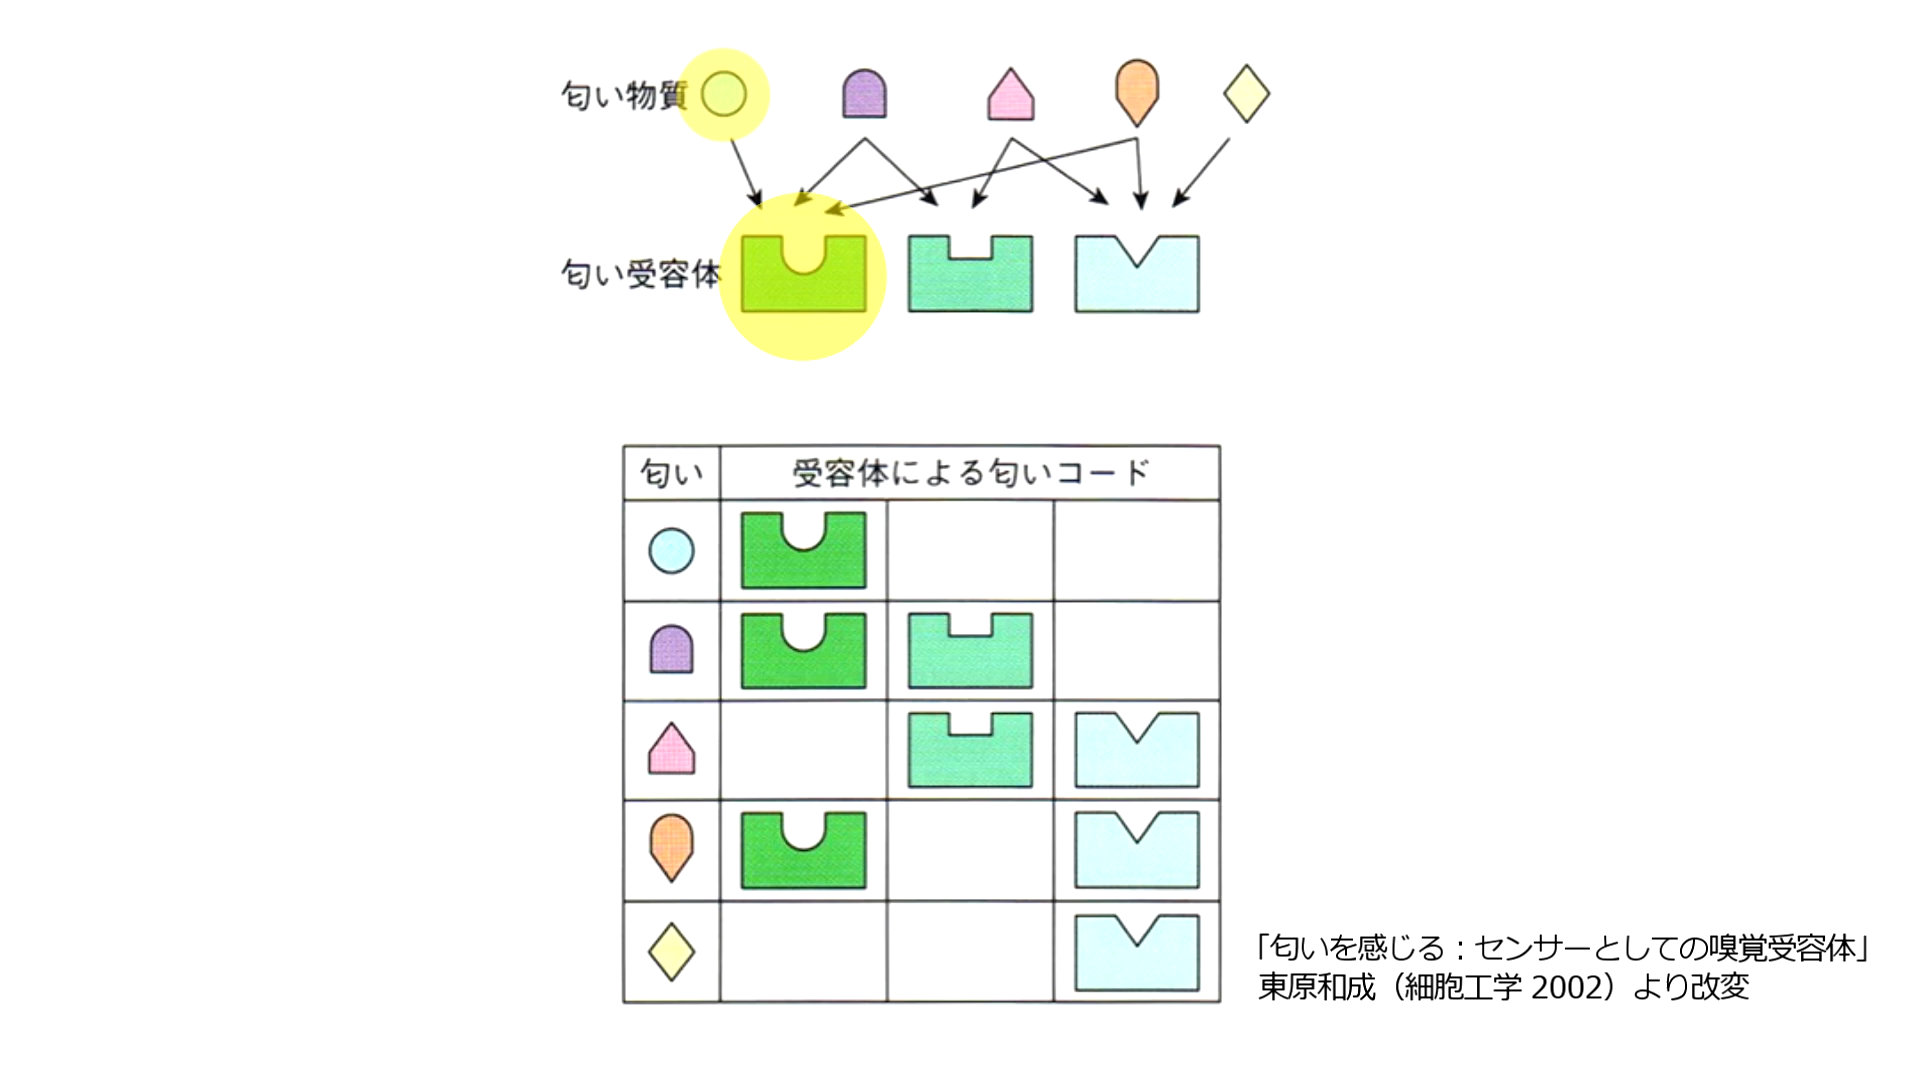 匂い物質
匂い受容体
匂い
受容体による匂いコード
「匂いを感じる：センサーとしての嗅覚受容体」
東原和成（細胞工学 2002）より改変